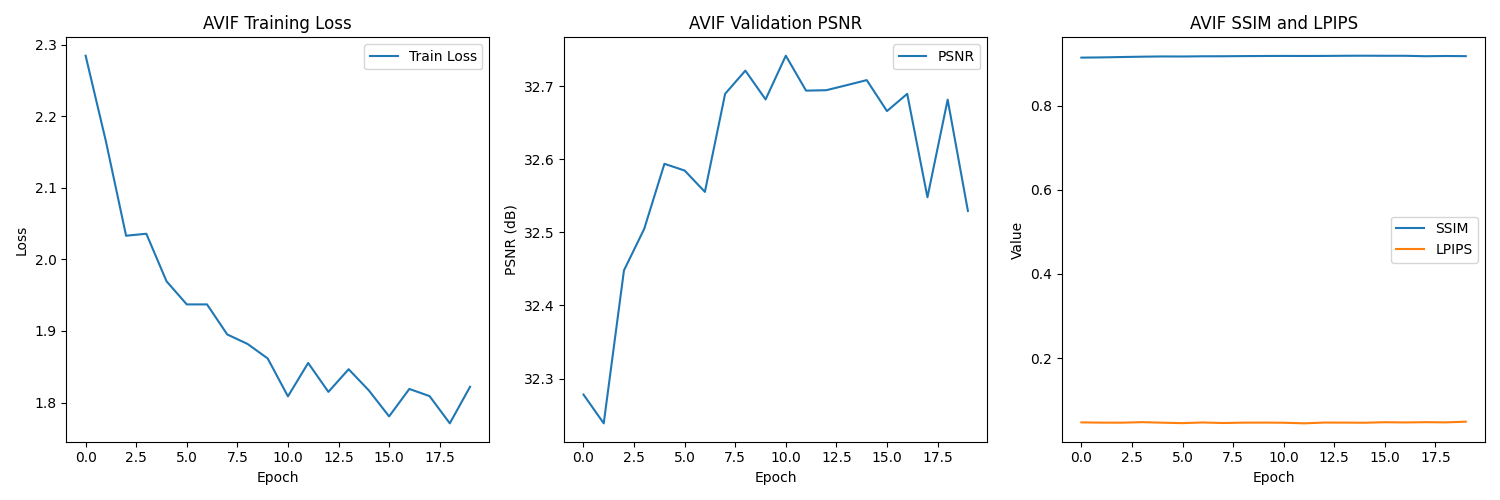 AVIF Training Loss
Train Loss
2.3
2.2
2.1
2.0
1.9
1.8
Loss
0.0 2.5 5.0 7.5 10.0 12.5 15.0 17.5
Epoch
AVIF Validation PSNR
PSNR
32.7
32.6
32.5
32.4
32.3
PSNR (dB)
0.0 2.5 5.0 7.5 10.0 12.5 15.0 17.5
Epoch
AVIF SSIM and LPIPS
0.8
0.6
0.4
0.2
Value
SSIM
LPIPS
0.0 2.5 5.0 7.5 10.0 12.5 15.0 17.5
Epoch